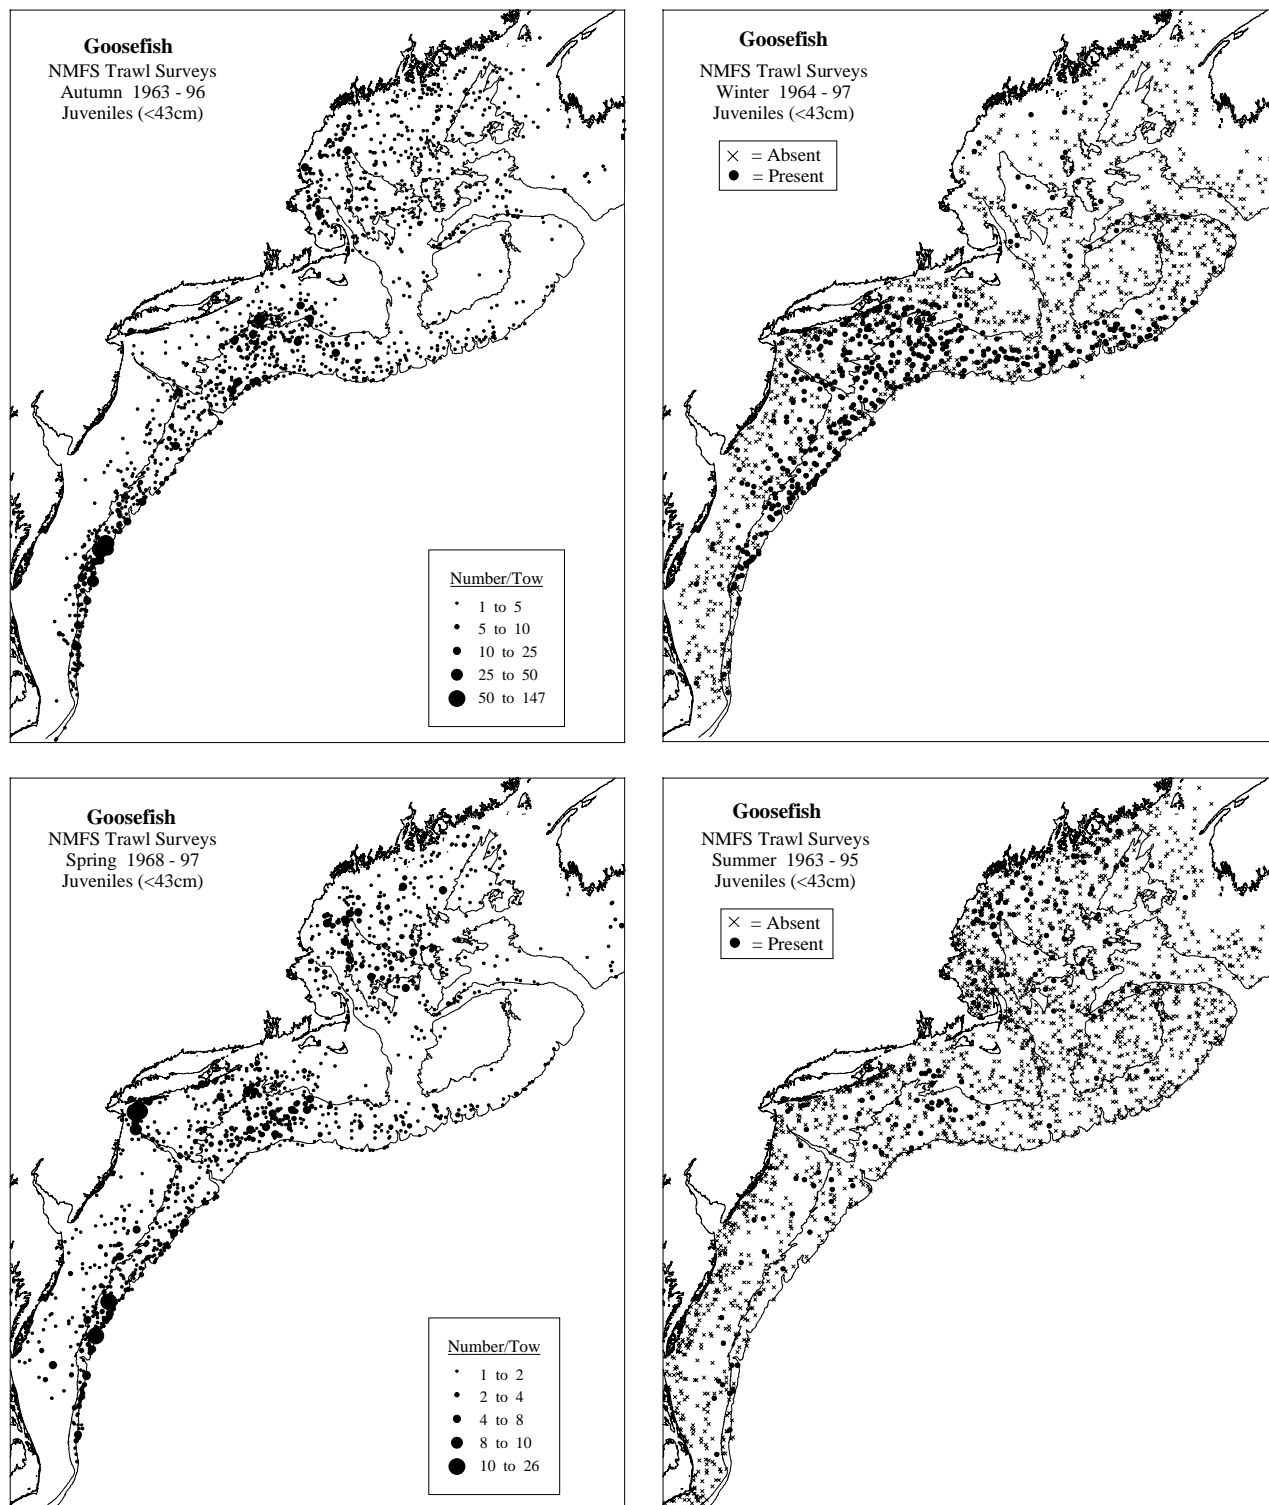 Goosefish
NMFS Trawl Surveys
Autumn 1963 - 96
Juveniles (<43cm)
Number/Tow
1 to 5
5 to 10
10 to 25
25 to 50
50 to 147
Goosefish
NMFS Trawl Surveys
Winter 1964 - 97
Juveniles (<43cm)
× = Absent
● = Present
Goosefish
NMFS Trawl Surveys
Spring 1968 - 97
Juveniles (<43cm)
Number/Tow
1 to 2
2 to 4
4 to 8
8 to 10
10 to 26
Goosefish
NMFS Trawl Surveys
Summer 1963 - 95
Juveniles (<43cm)
× = Absent
● = Present